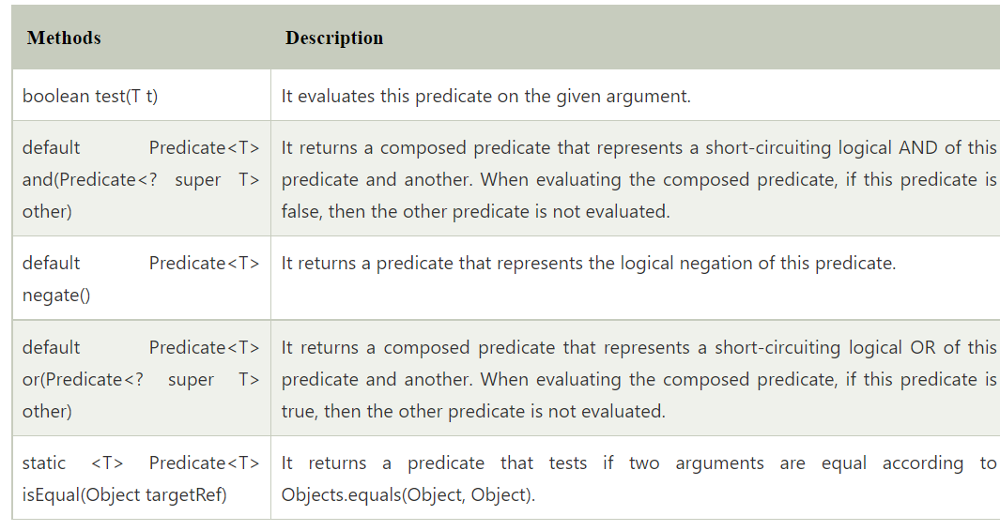 Methods Description
boolean test(T t) It evaluates this predicate on the given argument.
default Predicate<T> It returns a composed predicate that represents a short-circuiting logical AND of this
and(Predicate<? super T> predicate and another. When evaluating the composed predicate, if this predicate is
other) false, then the other predicate is not evaluated.
default Predicate<T> It returns a predicate that represents the logical negation of this predicate.
negate()
default Predicate<T> It returns a composed predicate that represents a short-circuiting logical OR of this
or(Predicate<? super T> predicate and another. When evaluating the composed predicate, if this predicate is
other) true, then the other predicate is not evaluated.
static <T> Predicate<T> It returns a predicate that tests if two arguments are equal according to
isEqual(Object targetRef) Objects.equals(Object, Object).